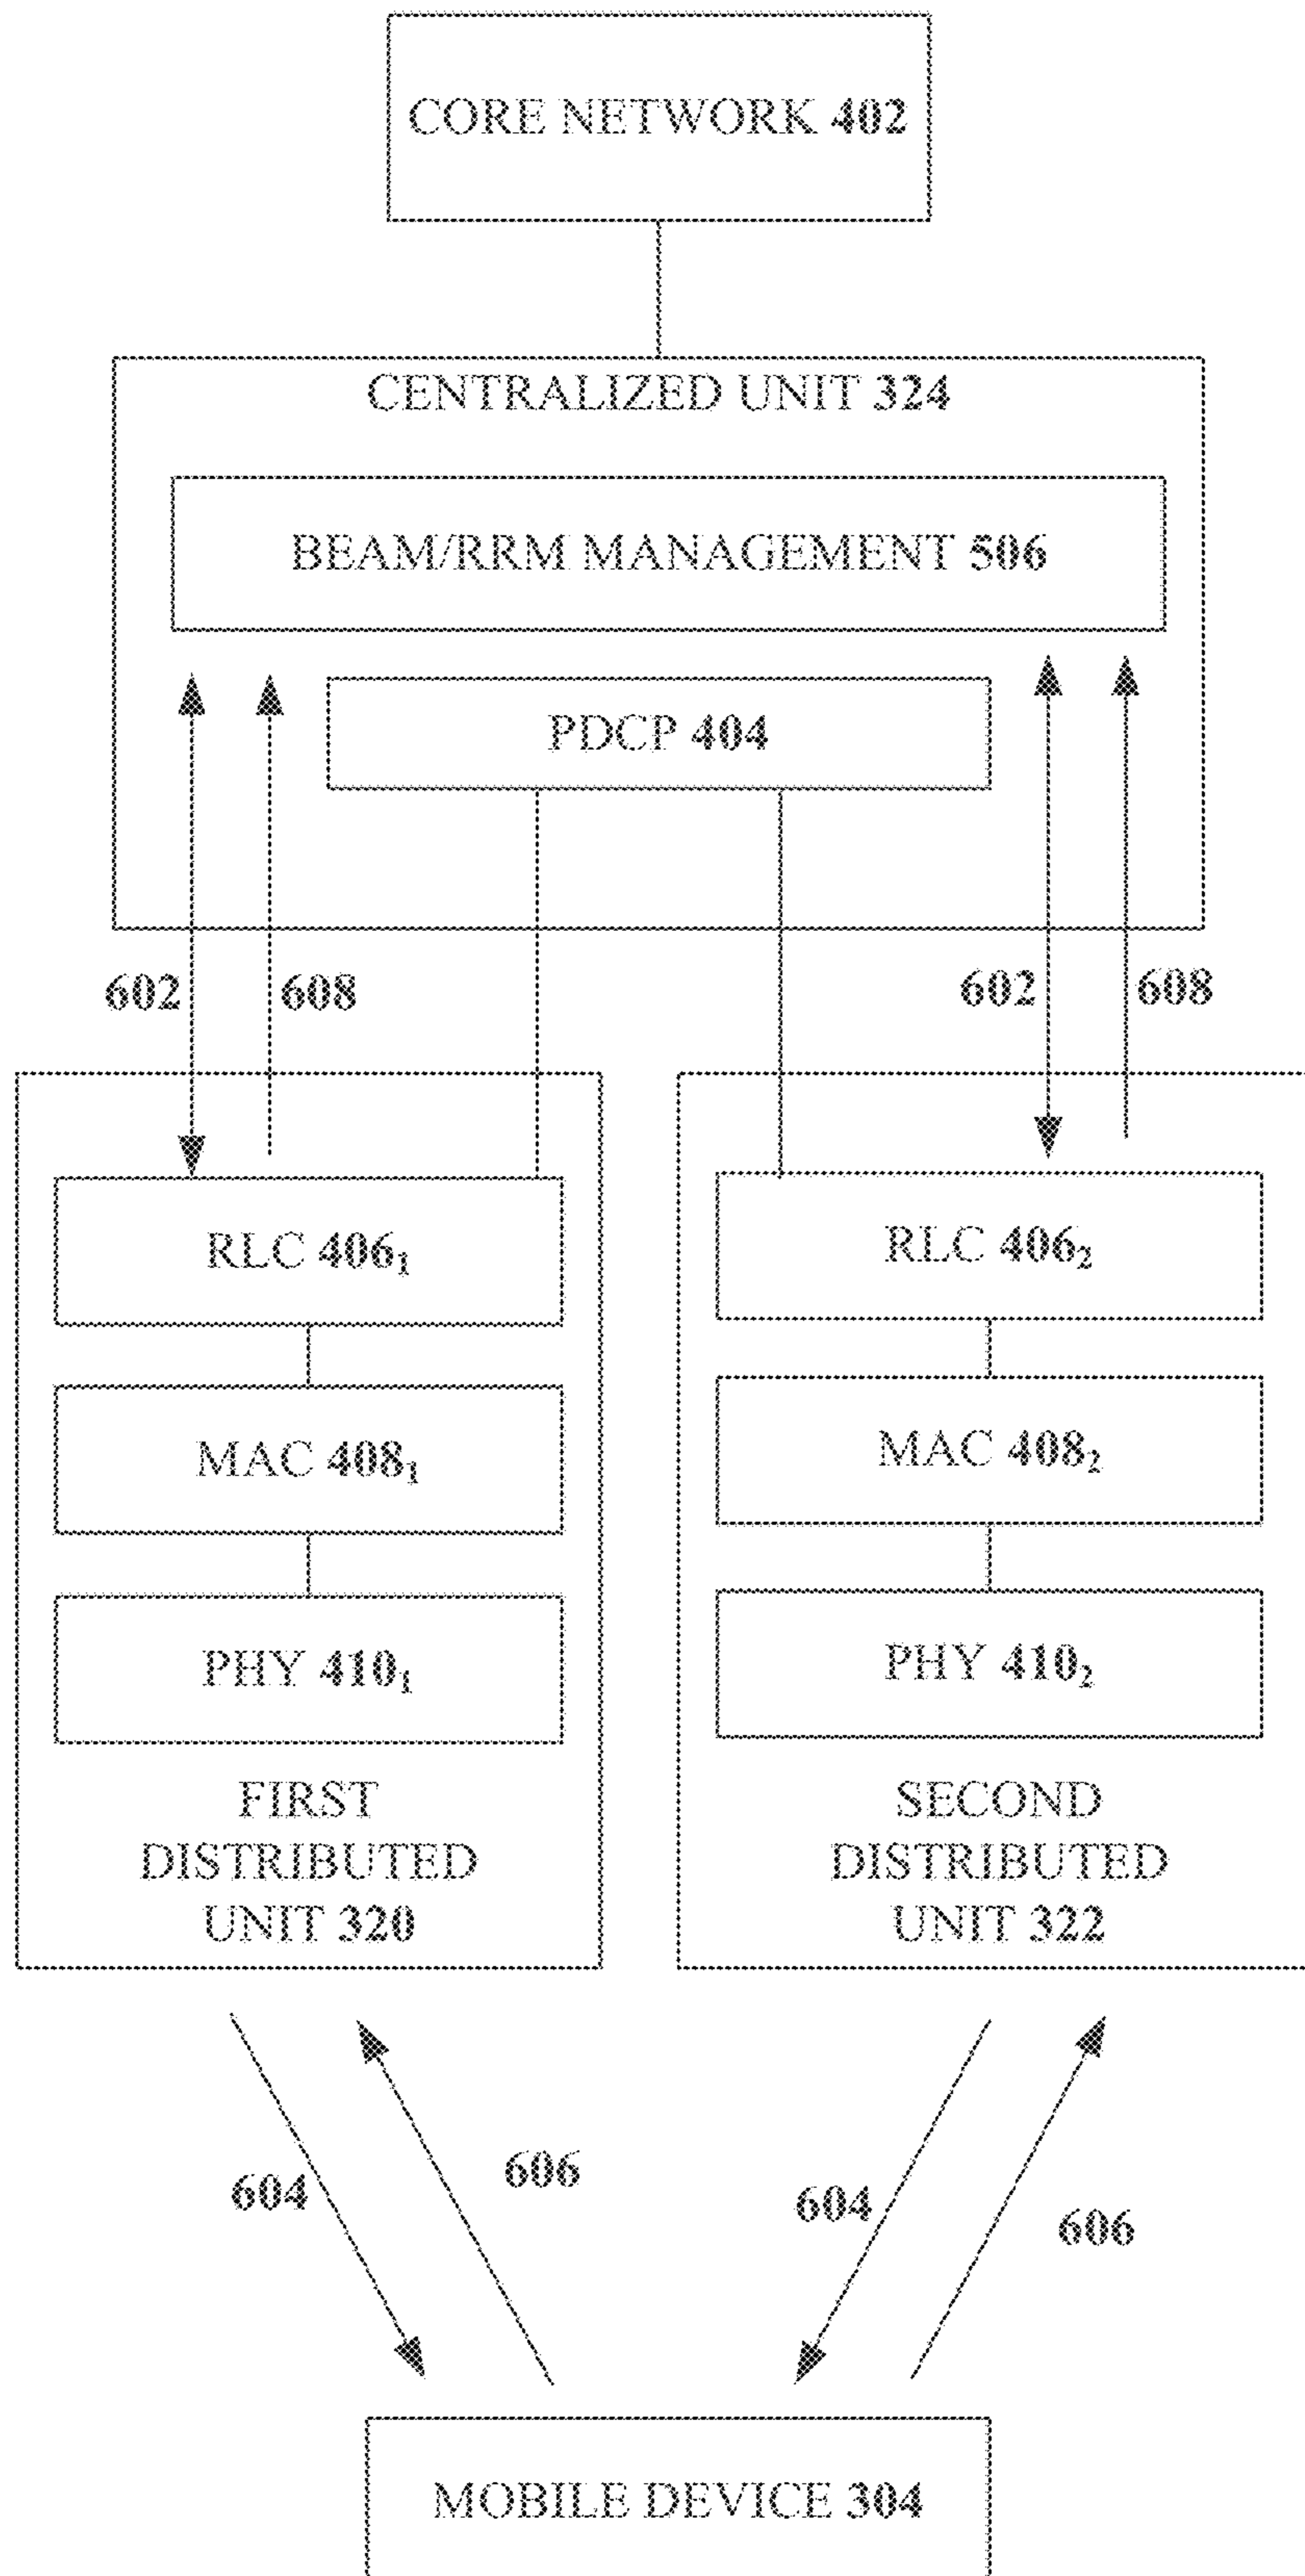 CORE NETWORK 402
CENTRALIZED UNIT 324
BEAM/RRM MANAGEMENT 506
PDCP 404
602
608
602
608
RLC 406₁
MAC 408₁
PHY 410₁
FIRST
DISTRIBUTED
UNIT 320
RLC 406₂
MAC 408₂
PHY 410₂
SECOND
DISTRIBUTED
UNIT 322
604
606
604
606
MOBILE DEVICE 304